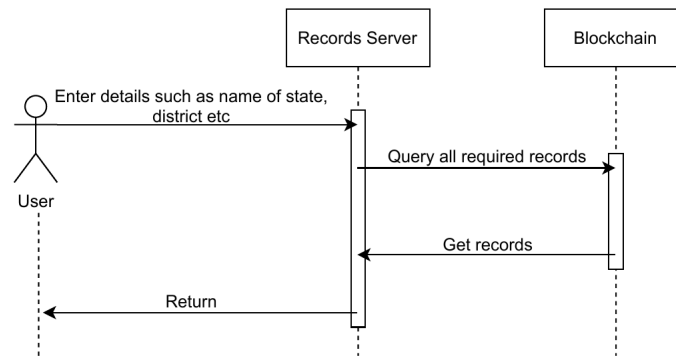 Records Server
Blockchain
Enter details such as name of state,
district etc
Query all required records
User
Get records
Return